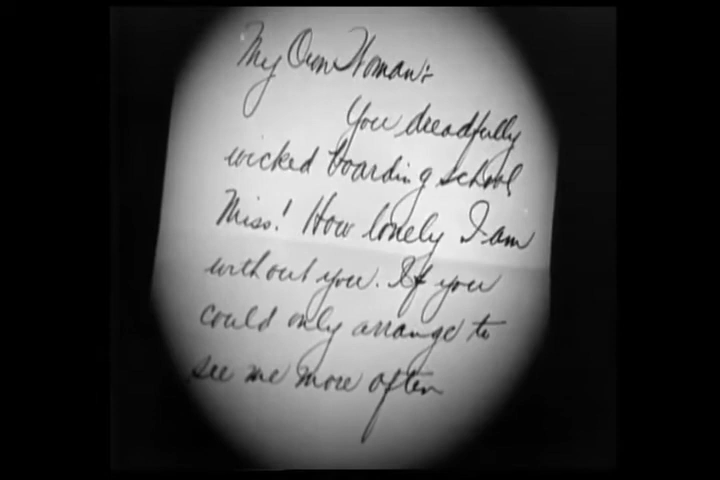 My Own Woman:
You dreadfully
wicked boarding school
Miss! How lonely I am
without you. If you
could only arrange to
see me more often